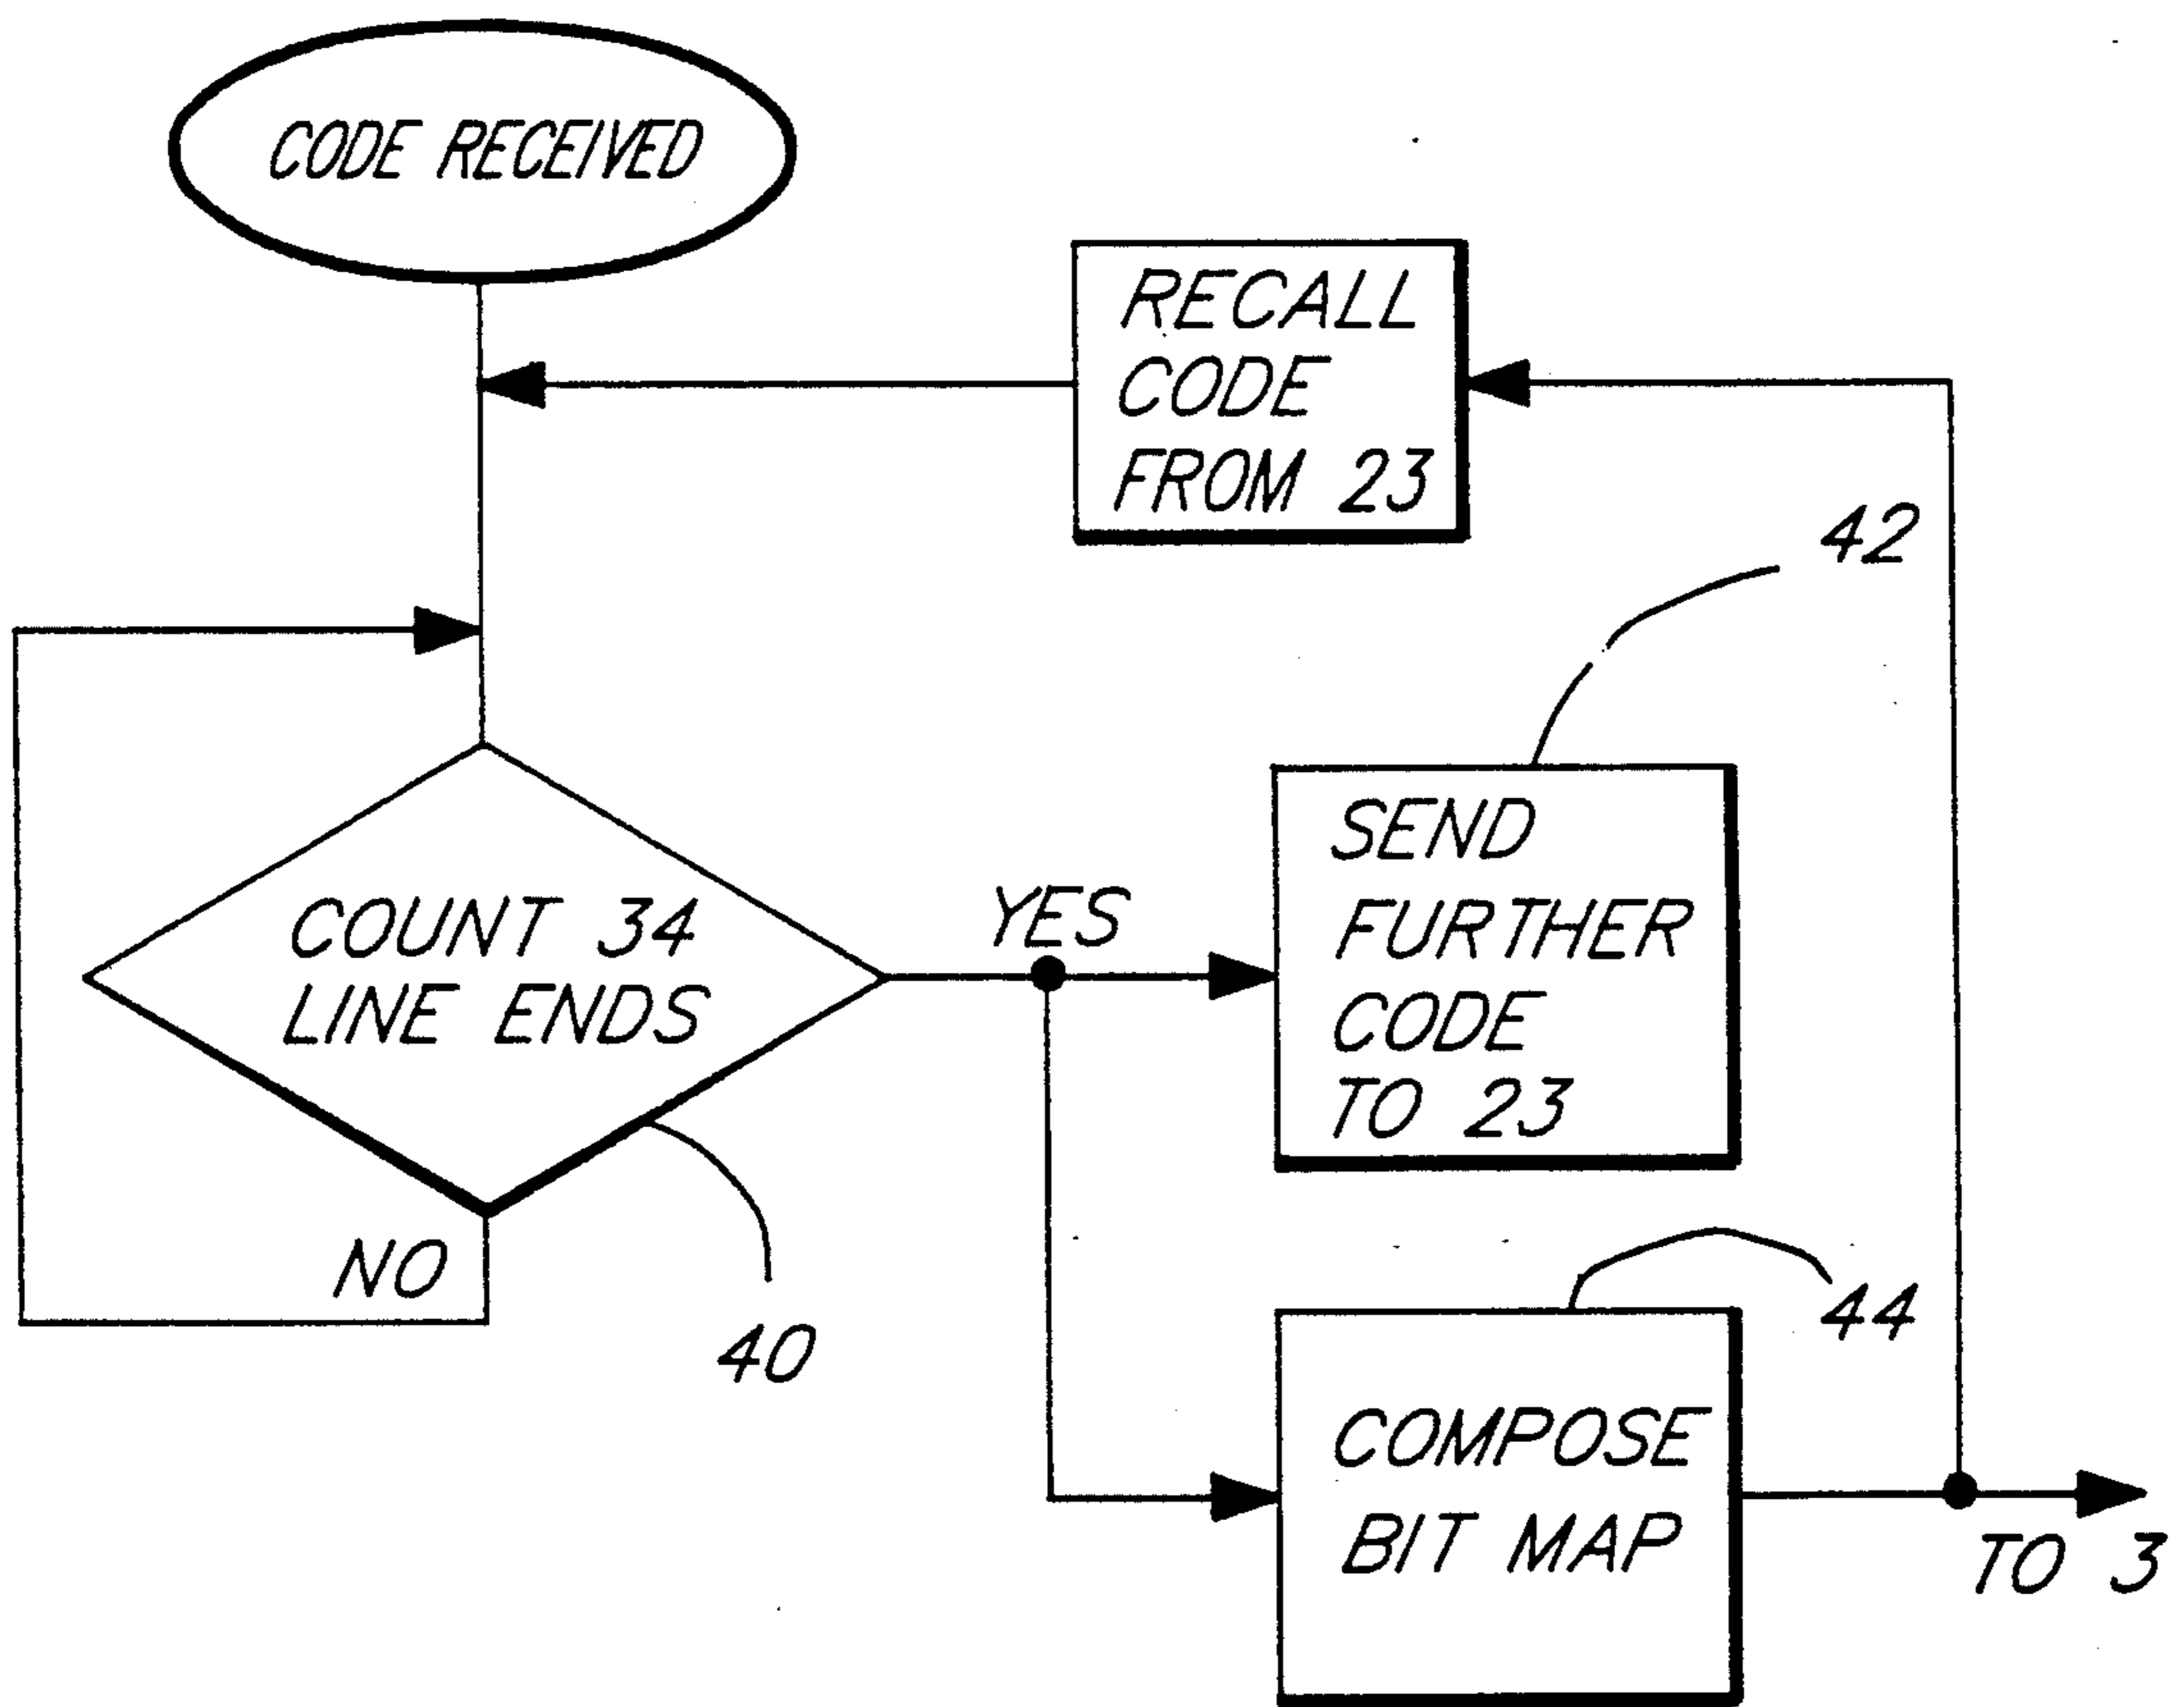 CODE RECEIVED
RECALL
CODE
FROM 23
42
SEND
FURTHER
CODE
TO 23
YES
COUNT 34
LINE ENDS
NO
40
44
COMPOSE
BIT MAP
TO 3